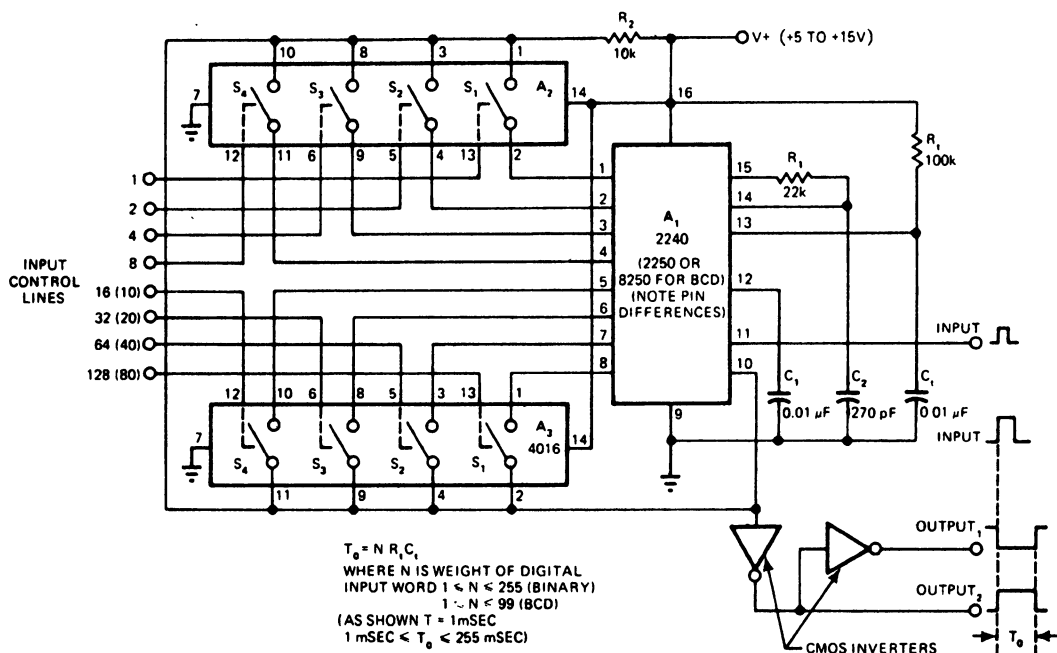 R2
10k
V+ (+5 TO +15V)
10
8
3
1
7
S4
S3
S2
S1
A2
14
16
12
11
6
9
5
4
13
2
Rt
100k
1
2
4
8
INPUT
CONTROL
LINES
16 (10)
32 (20)
64 (40)
128 (80)
1
2
3
4
5
6
7
8
A1
2240
(2250 OR
8250 FOR BCD)
(NOTE PIN
DIFFERENCES)
15
14
13
12
11
10
9
R1
22k
INPUT
C1
0.01 µF
C2
270 pF
Ct
0.01 µF
12
10
6
8
5
3
13
1
7
A3
4016
14
S4
S3
S2
S1
11
9
4
2
INPUT
OUTPUT1
OUTPUT2
T0
CMOS INVERTERS
T0 = N RtCt
WHERE N IS WEIGHT OF DIGITAL
INPUT WORD 1 ≤ N ≤ 255 (BINARY)
1 ≤ N ≤ 99 (BCD)
(AS SHOWN T = 1mSEC
1 mSEC ≤ T0 ≤ 255 mSEC)